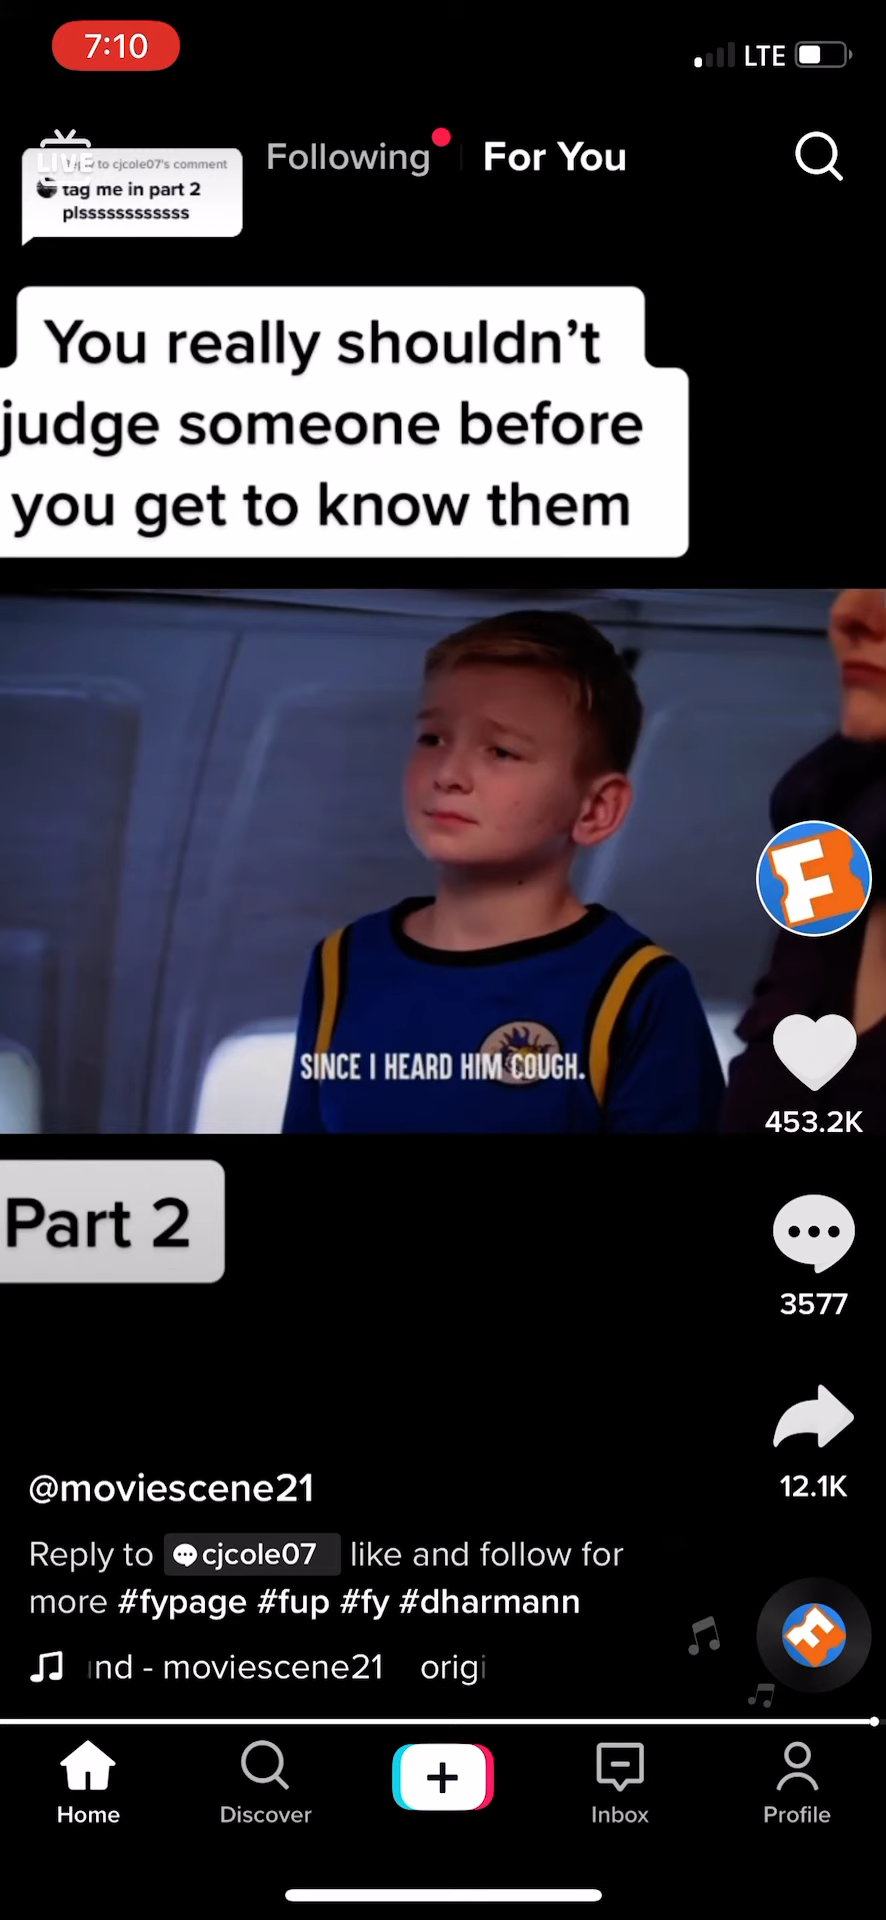 7:10
LTE
LIVE
Following
For You
to cjcole07's comment
tag me in part 2
plssssssssssss
You really shouldn’t
judge someone before
you get to know them
SINCE I HEARD HIM COUGH.
453.2K
Part 2
3577
12.1K
@moviescene21
Reply to cjcole07 like and follow for
more #fypage #fup #fy #dharmann
nd - moviescene21 origi
Home
Discover
Inbox
Profile